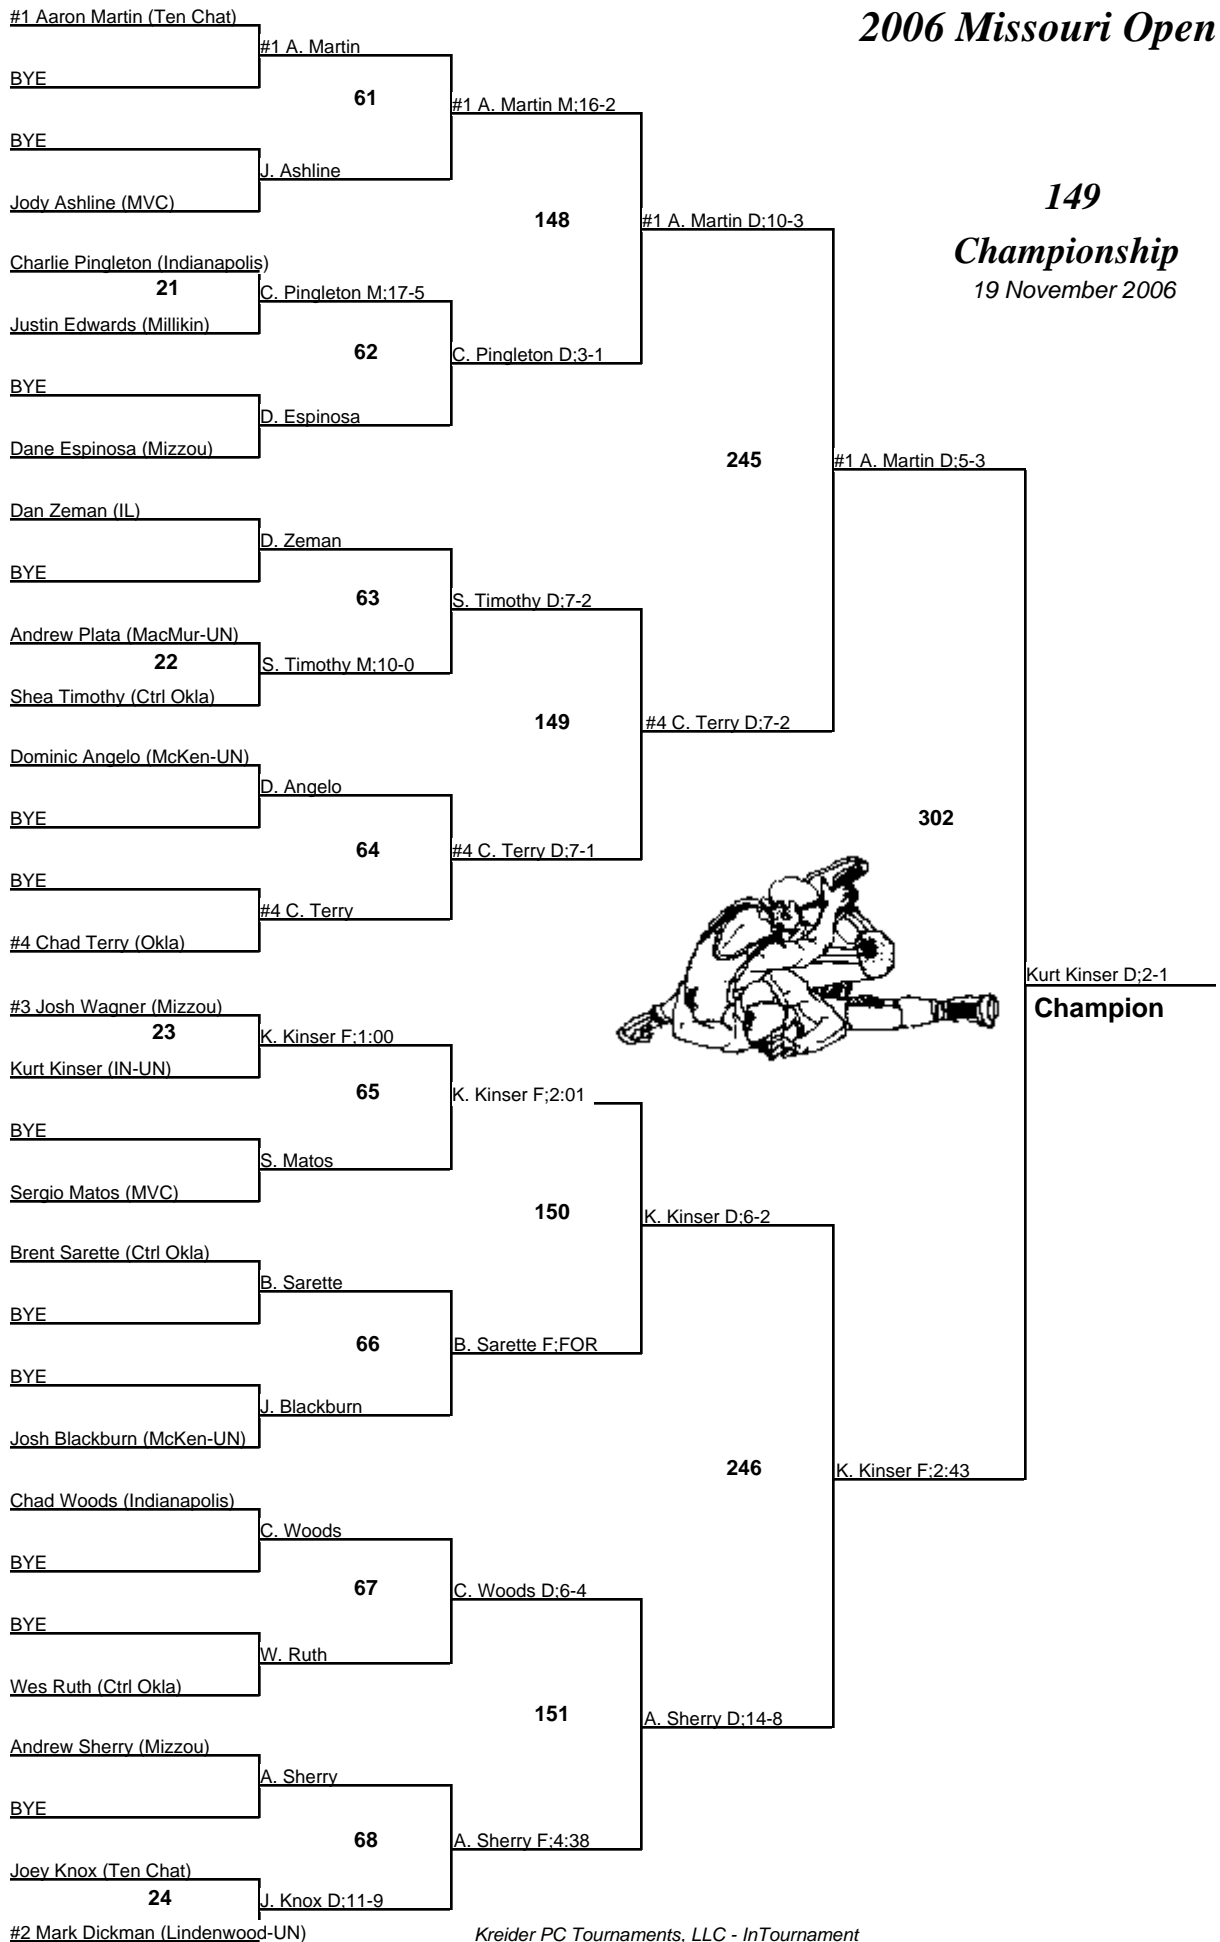 #1 Aaron Martin (Ten Chat)
2006 Missouri Open
#1 A. Martin
BYE
61
#1 A. Martin M;16-2
BYE
J. Ashline
Jody Ashline (MVC)
149
148
#1 A. Martin D;10-3
Championship
Charlie Pingleton (Indianapolis)
21
C. Pingleton M;17-5
19 November 2006
Justin Edwards (Millikin)
62
C. Pingleton D;3-1
BYE
D. Espinosa
Dane Espinosa (Mizzou)
245
#1 A. Martin D;5-3
Dan Zeman (IL)
D. Zeman
BYE
63
S. Timothy D;7-2
Andrew Plata (MacMur-UN)
22
S. Timothy M;10-0
Shea Timothy (Ctrl Okla)
149
#4 C. Terry D;7-2
Dominic Angelo (McKen-UN)
D. Angelo
BYE
302
64
#4 C. Terry D;7-1
BYE
#4 C. Terry
#4 Chad Terry (Okla)
Kurt Kinser D;2-1
Champion
#3 Josh Wagner (Mizzou)
23
K. Kinser F;1:00
Kurt Kinser (IN-UN)
65
K. Kinser F;2:01
BYE
S. Matos
Sergio Matos (MVC)
150
K. Kinser D;6-2
Brent Sarette (Ctrl Okla)
B. Sarette
BYE
66
B. Sarette F;FOR
BYE
J. Blackburn
Josh Blackburn (McKen-UN)
246
K. Kinser F;2:43
Chad Woods (Indianapolis)
C. Woods
BYE
67
C. Woods D;6-4
BYE
W. Ruth
Wes Ruth (Ctrl Okla)
151
A. Sherry D;14-8
Andrew Sherry (Mizzou)
A. Sherry
BYE
68
A. Sherry F;4:38
Joey Knox (Ten Chat)
24
J. Knox D;11-9
#2 Mark Dickman (Lindenwood-UN)
Kreider PC Tournaments, LLC - InTournament